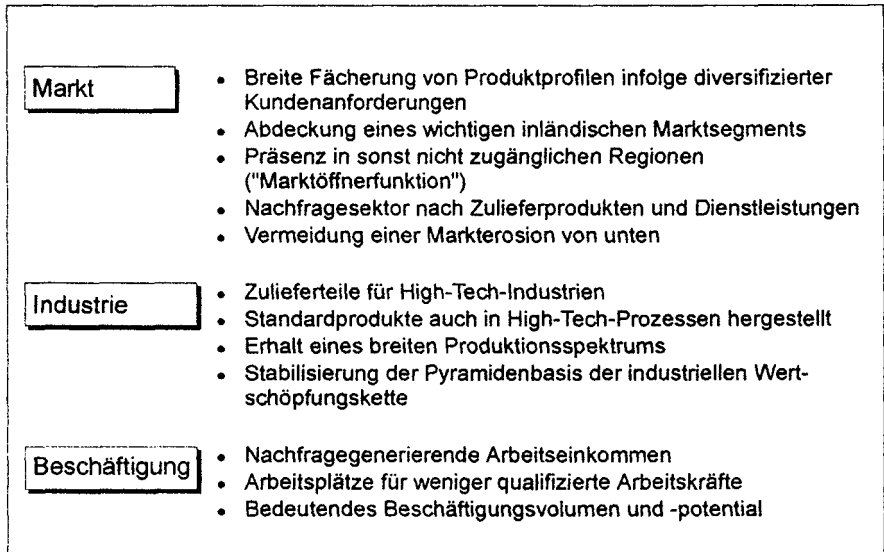 Markt
• Breite Fächerung von Produktprofilen infolge diversifizierter
Kundenanforderungen
• Abdeckung eines wichtigen inländischen Marktsegments
• Präsenz in sonst nicht zugänglichen Regionen
("Marktöffnerfunktion")
• Nachfragesektor nach Zulieferprodukten und Dienstleistungen
• Vermeidung einer Markterosion von unten
Industrie
• Zulieferteile für High-Tech-Industrien
• Standardprodukte auch in High-Tech-Prozessen hergestellt
• Erhalt eines breiten Produktionsspektrums
• Stabilisierung der Pyramidenbasis der industriellen Wert-
schöpfungskette
Beschäftigung
• Nachfragegenerierende Arbeitseinkommen
• Arbeitsplätze für weniger qualifizierte Arbeitskräfte
• Bedeutendes Beschäftigungsvolumen und -potential